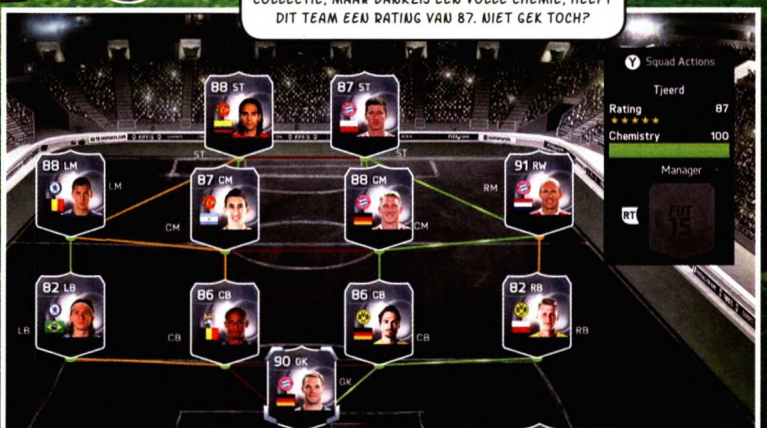 COLLECTIE, MAAR DANKZIJ EEN VOLLE CHEMIE, HEEFT
DIT TEAM EEN RATING VAN 87. NIET GEK TOCH?
Y Squad Actions
Tjeerd
Rating 87
Chemistry 100
Manager
RT
FUT
15
88 ST
87 ST
ST
ST
88 LM
LM
87 CM
CM
88 CM
CM
91 RW
RM
82 LB
LB
86 CB
CB
86 CB
CB
82 RB
RB
90 GK
GK